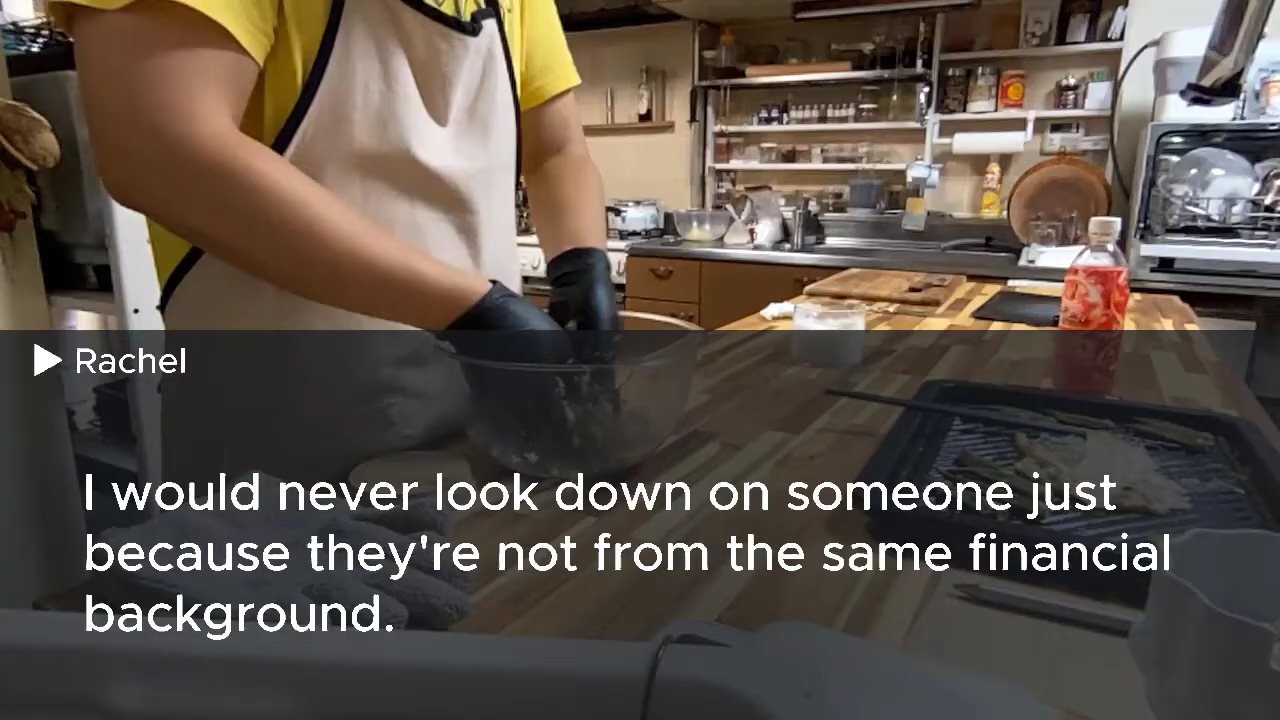 Rachel
I would never look down on someone just
because they're not from the same financial
background.